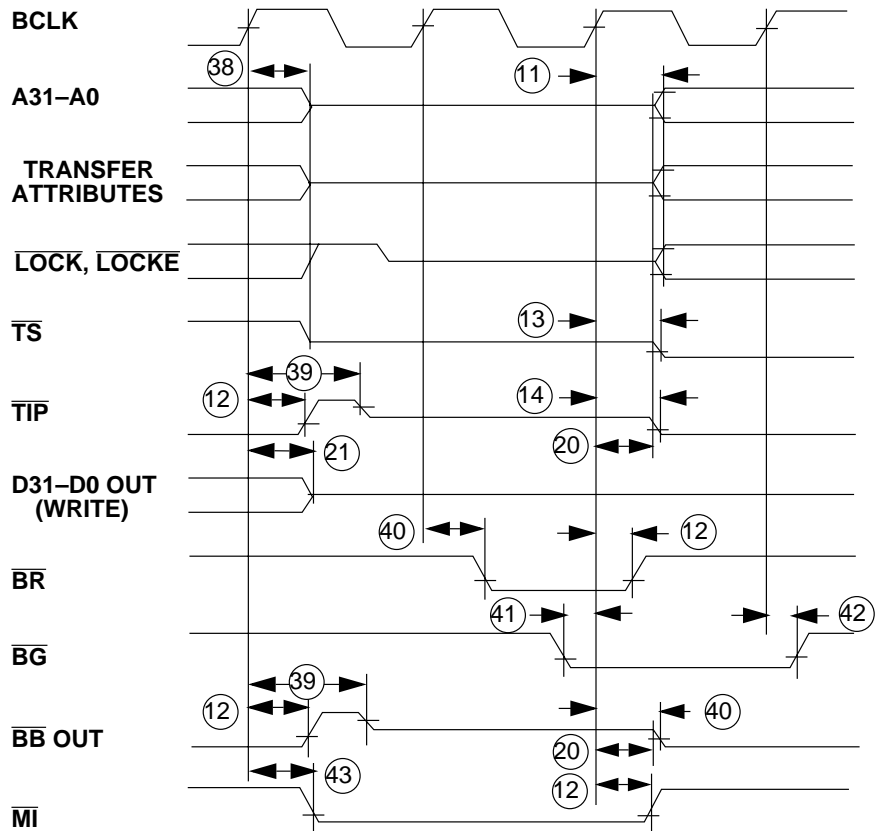 BCLK
38
11
A31–A0
TRANSFER
ATTRIBUTES
LOCK, LOCKE
13
TS
39
12
14
TIP
21
20
D31–D0 OUT
(WRITE)
40
12
BR
41
42
BG
39
12
40
BB OUT
20
43
12
MI